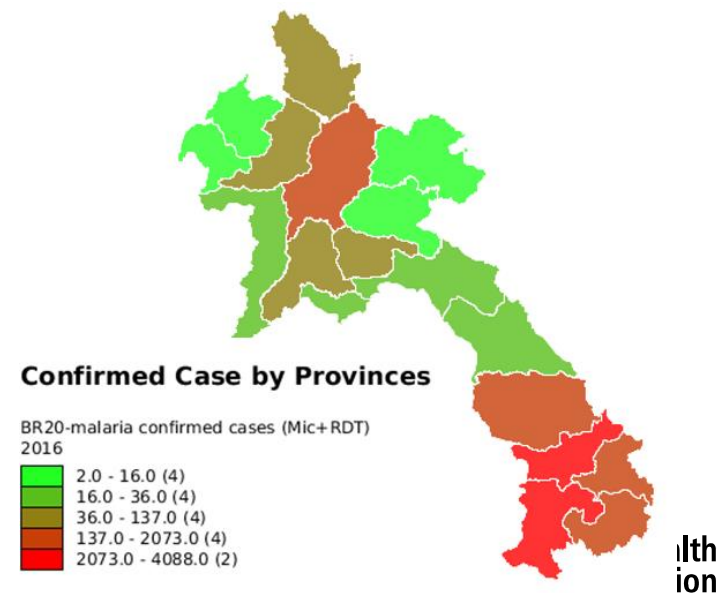 Confirmed Case by Provinces
BR20-malaria confirmed cases (Mic+RDT)
2016
2.0 - 16.0 (4)
16.0 - 36.0 (4)
36.0 - 137.0 (4)
137.0 - 2073.0 (4)
2073.0 - 4088.0 (2)
lth
ion